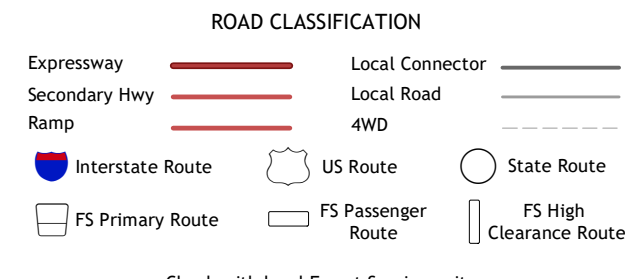 ROAD CLASSIFICATION
Expressway
Local Connector
Secondary Hwy
Local Road
Ramp
4WD
Interstate Route
US Route
State Route
FS Primary Route
FS Passenger
Route
FS High
Clearance Route